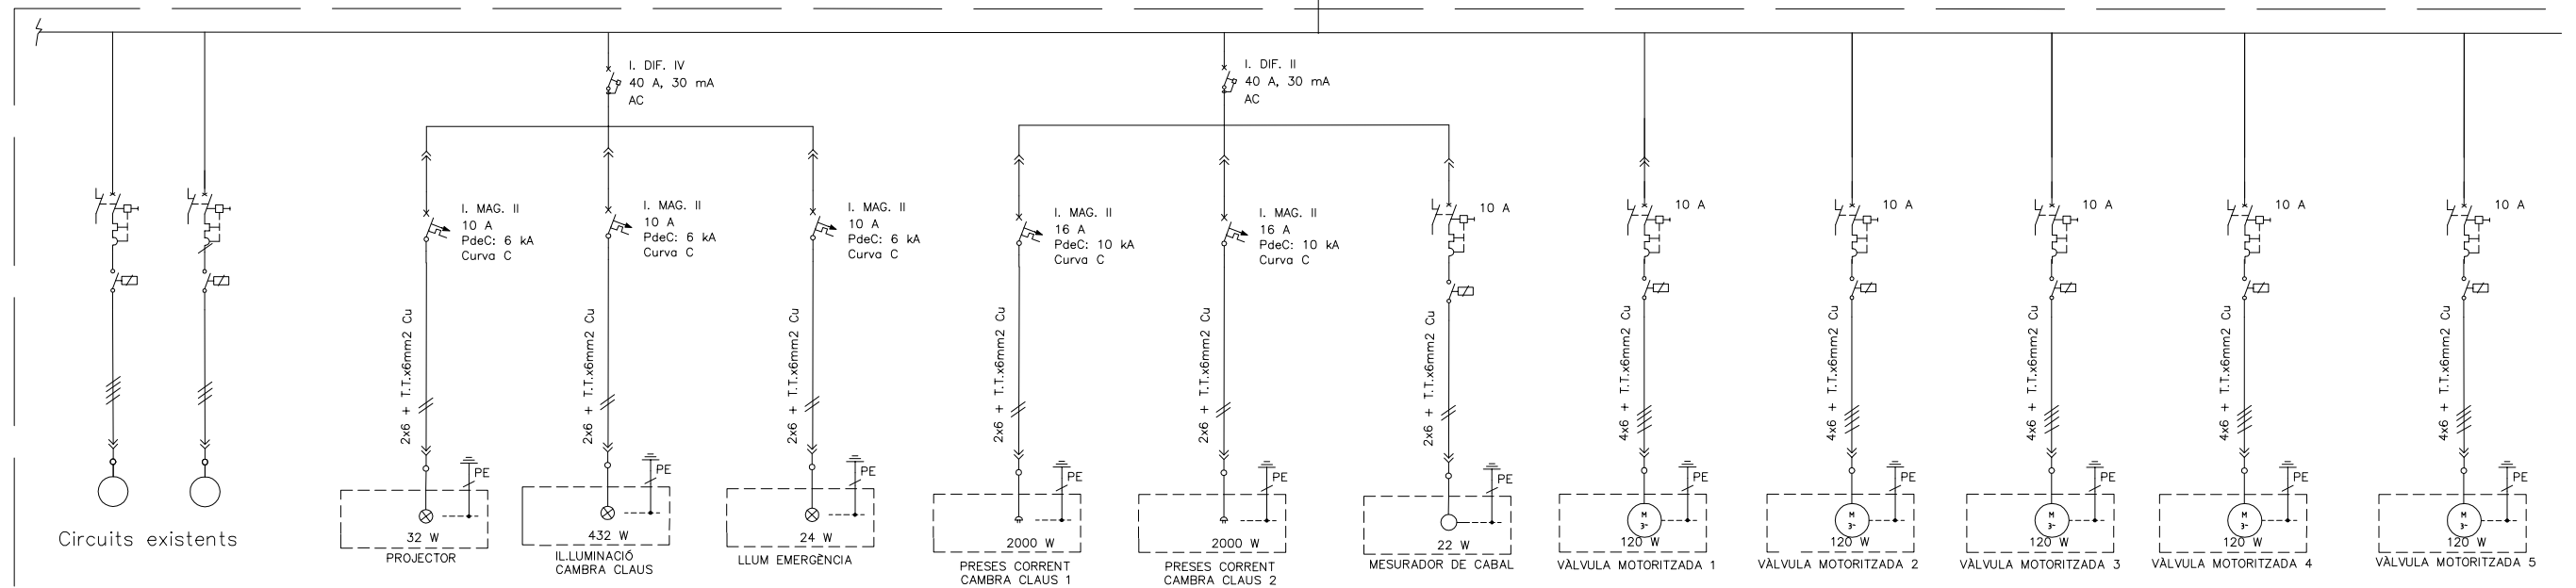 I. DIF. IV
40 A, 30 mA
AC
I. DIF. II
40 A, 30 mA
AC
I. MAG. II
10 A
PdeC: 6 kA
Curva C
I. MAG. II
10 A
PdeC: 6 kA
Curva C
I. MAG. II
10 A
PdeC: 6 kA
Curva C
I. MAG. II
16 A
PdeC: 10 kA
Curva C
I. MAG. II
16 A
PdeC: 10 kA
Curva C
10 A
10 A
10 A
10 A
10 A
10 A
2x6 + T.T.x6mm2 Cu
2x6 + T.T.x6mm2 Cu
2x6 + T.T.x6mm2 Cu
2x6 + T.T.x6mm2 Cu
2x6 + T.T.x6mm2 Cu
2x6 + T.T.x6mm2 Cu
4x6 + T.T.x6mm2 Cu
4x6 + T.T.x6mm2 Cu
4x6 + T.T.x6mm2 Cu
4x6 + T.T.x6mm2 Cu
4x6 + T.T.x6mm2 Cu
Circuits existents
PE
32 W
PROJECTOR
PE
432 W
IL.LUMINACIÓ
CAMBRA CLAUS
PE
24 W
LLUM EMERGÈNCIA
PE
2000 W
PRESES CORRENT
CAMBRA CLAUS 1
PE
2000 W
PRESES CORRENT
CAMBRA CLAUS 2
PE
22 W
MESURADOR DE CABAL
PE
M
3~
120 W
VÀLVULA MOTORITZADA 1
PE
M
3~
120 W
VÀLVULA MOTORITZADA 2
PE
M
3~
120 W
VÀLVULA MOTORITZADA 3
PE
M
3~
120 W
VÀLVULA MOTORITZADA 4
PE
M
3~
120 W
VÀLVULA MOTORITZADA 5